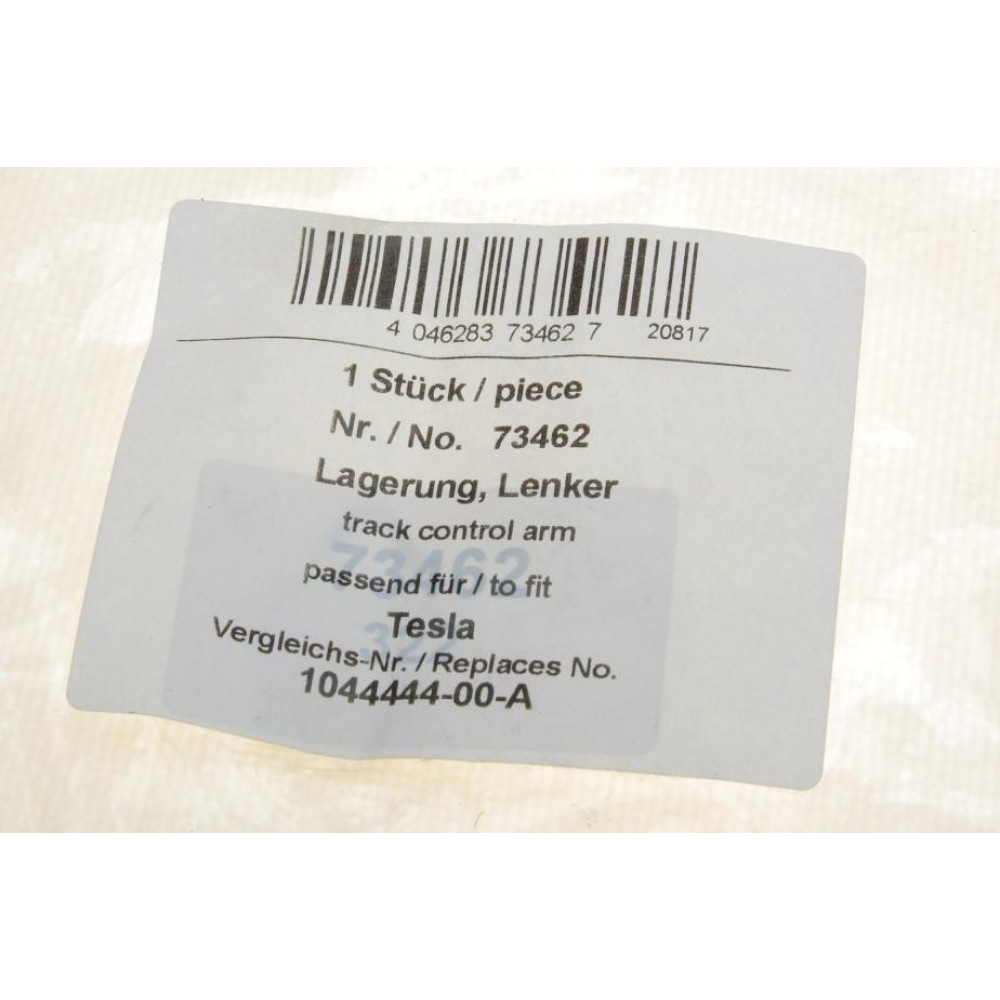 4 046283 73462 7 20817
1 Stück / piece
Nr. / No. 73462
Lagerung, Lenker
track control arm
73462
passend für / to fit
Tesla
Vergleichs-Nr. / Replaces No.
1044444-00-A